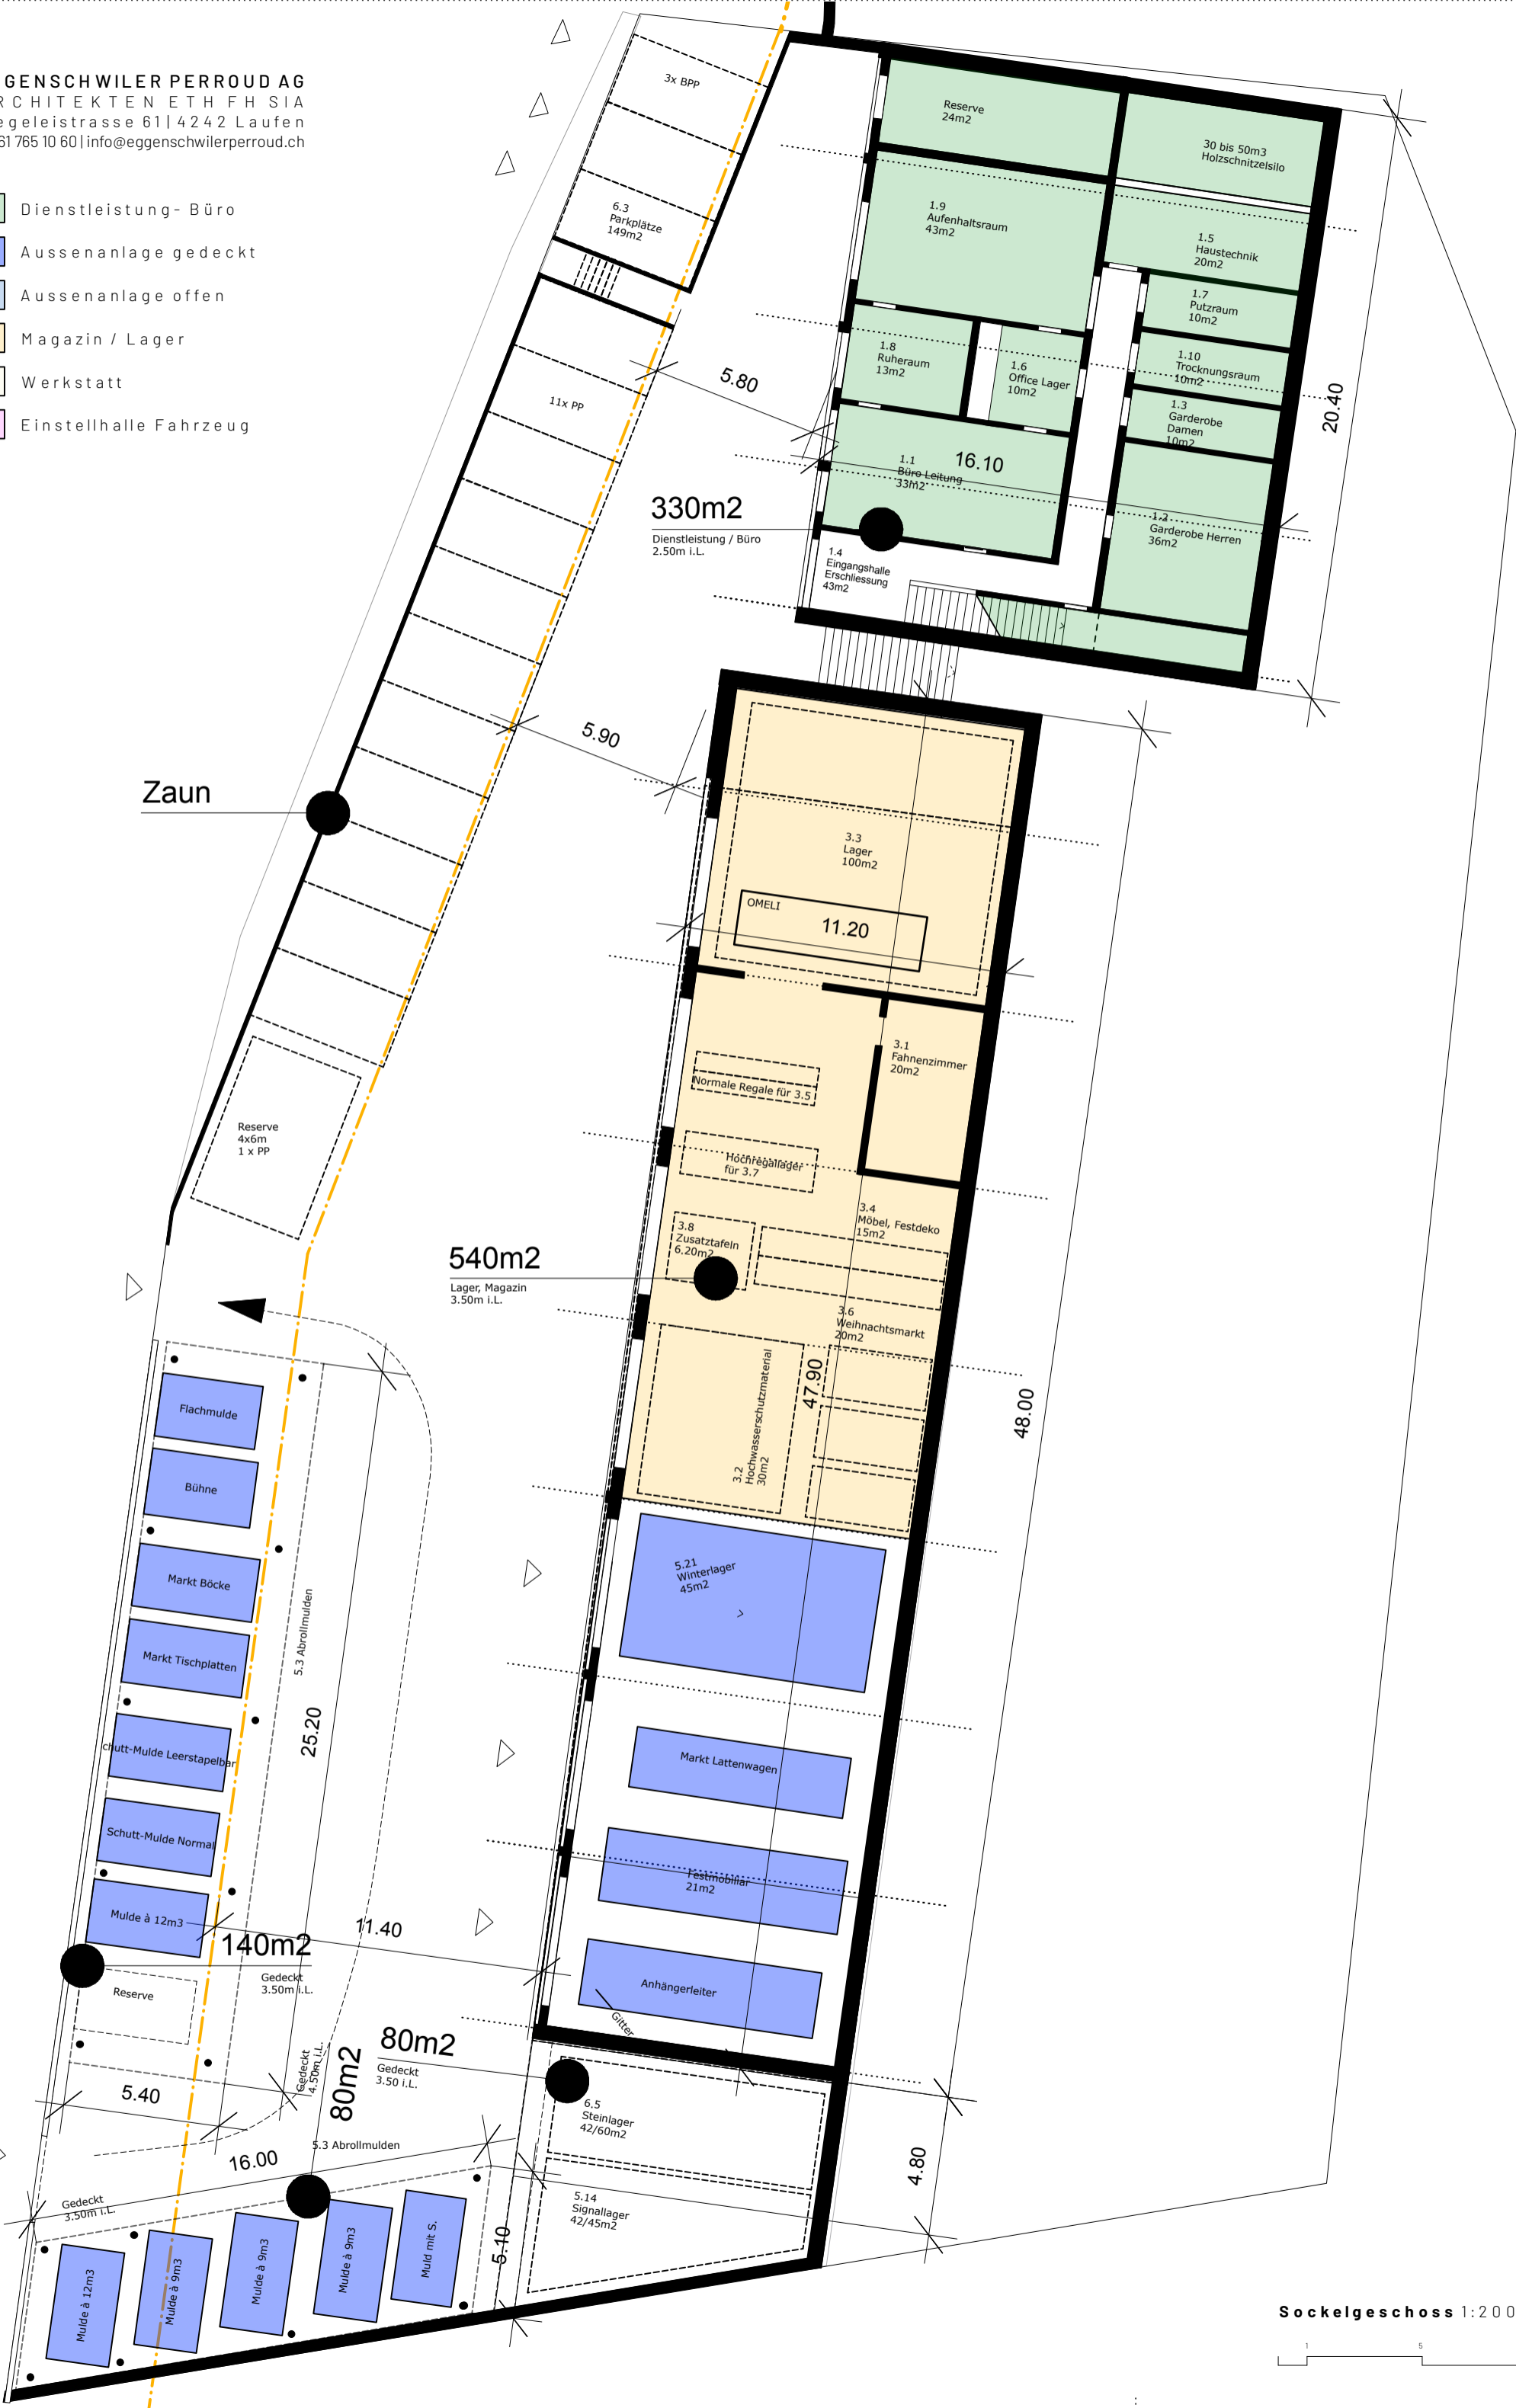 GENSCHWILER PERROUD AG
RCHITEKTEN ETH FH SIA
egeleistrasse 61 | 4242 Laufen
61 765 10 60 | info@eggenschwilerperroud.ch
Dienstleistung- Büro
Aussenanlage gedeckt
Aussenanlage offen
Magazin / Lager
Werkstatt
Einstellhalle Fahrzeug
3x BPP
6.3
Parkplätze
149m2
11x PP
Reserve
24m2
30 bis 50m3
Holzschnitzelsilo
1.9
Aufenthaltsraum
43m2
1.5
Haustechnik
20m2
1.7
Putzraum
10m2
1.8
Ruheraum
13m2
1.6
Office Lager
10m2
1.10
Trocknungsraum
10m2
1.3
Garderobe
Damen
10m2
5.80
20.40
1.1
Büro Leitung
33m2
16.10
1.2
Garderobe Herren
36m2
330m2
Dienstleistung / Büro
2.50m i.L.
1.4
Eingangshalle
Erschliessung
43m2
5.90
Zaun
3.3
Lager
100m2
OMELI
11.20
3.1
Fahnenzimmer
20m2
Normale Regale für 3.5
Reserve
4x6m
1 x PP
Hochregallager
für 3.7
3.4
Möbel, Festdeko
15m2
3.8
Zusatztafeln
6.20m2
540m2
Lager, Magazin
3.50m i.L.
3.6
Weihnachtsmarkt
20m2
3.2
Hochwasserschutzmaterial
30m2
47.90
48.00
Flachmulde
Bühne
Markt Böcke
Markt Tischplatten
chutt-Mulde Leerstapelbar
Schutt-Mulde Normal
Mulde à 12m3
5.3 Abrollmulden
25.20
5.21
Winterlager
45m2
Markt Lattenwagen
Festmobiliar
21m2
Anhängerleiter
Gitter
11.40
140m2
Gedeckt
3.50m i.L.
Reserve
5.40
Gedeckt
4.50m i.L.
80m2
80m2
Gedeckt
3.50 i.L.
6.5
Steinlager
42/60m2
5.3 Abrollmulden
16.00
4.80
5.14
Signallager
42/45m2
5.10
Gedeckt
3.50m i.L.
Mulde à 12m3
Mulde à 9m3
Mulde à 9m3
Mulde à 9m3
Muld mit S.
Sockelgeschoss 1:200
1 5
: